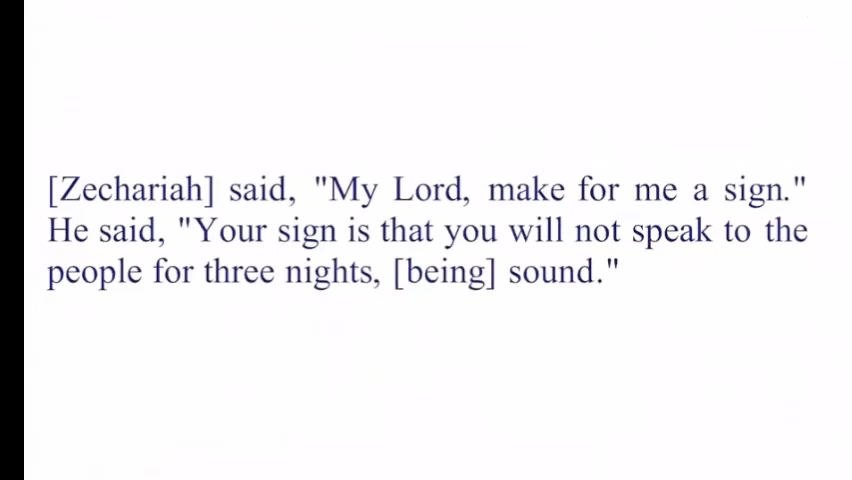 [Zechariah] said, "My Lord, make for me a sign."
He said, "Your sign is that you will not speak to the
people for three nights, [being] sound."